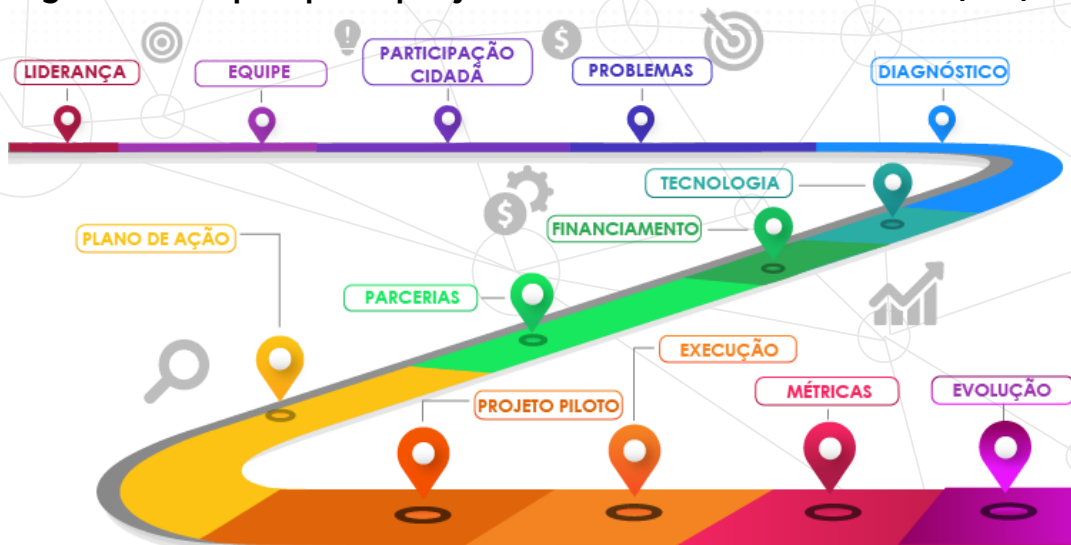 LIDERANÇA
EQUIPE
PARTICIPAÇÃO
CIDADÃ
PROBLEMAS
DIAGNÓSTICO
TECNOLOGIA
FINANCIAMENTO
PARCERIAS
PLANO DE AÇÃO
PROJETO PILOTO
EXECUÇÃO
MÉTRICAS
EVOLUÇÃO